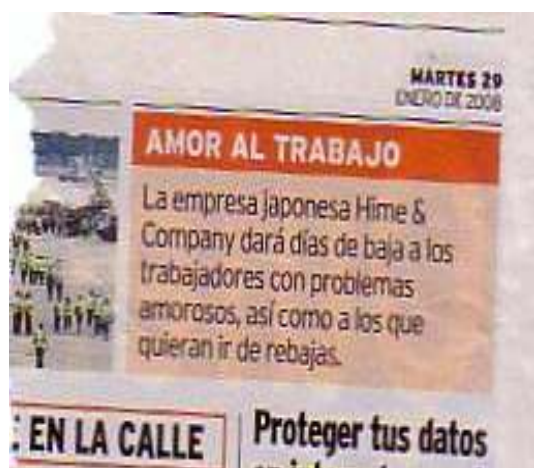 MARTES 29
ENERO DE 2008
AMOR AL TRABAJO
La empresa japonesa Hime &
Company dará días de baja a los
trabajadores con problemas
amorosos, así como a los que
quieran ir de rebajas.
EN LA CALLE
Proteger tus datos